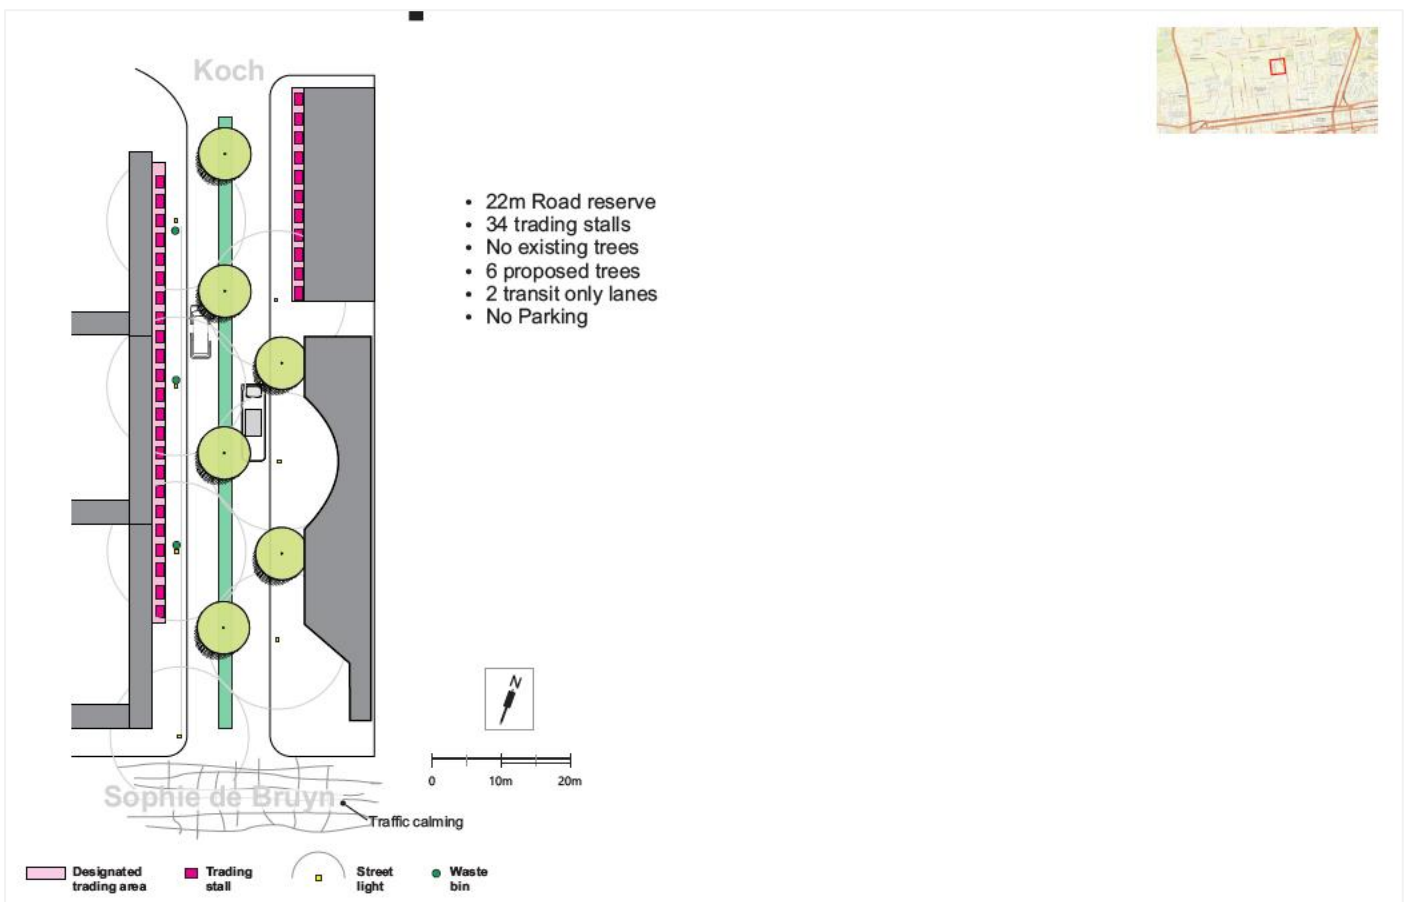 Koch
• 22m Road reserve
• 34 trading stalls
• No existing trees
• 6 proposed trees
• 2 transit only lanes
• No Parking
N
0 10m 20m
Sophie de Bruyn
Traffic calming
Designated
trading area
Trading
stall
Street
light
Waste
bin